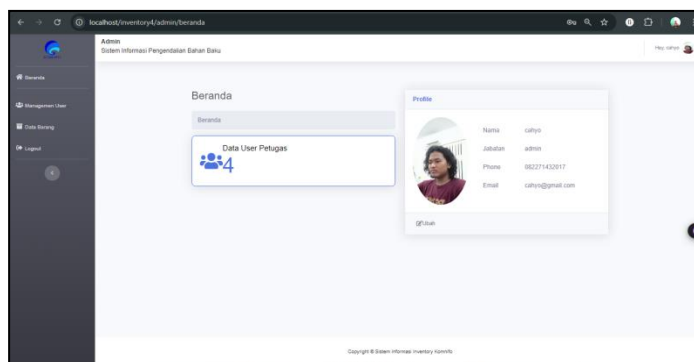 localhost/inventory4/admin/beranda
Admin
Sistem Informasi Pengendalian Bahan Baku
Hey, cahyo
Beranda
Managemen User
Data Barang
Logout
Beranda
Beranda
Data User Petugas
4
Profile
Nama cahyo
Jabatan admin
Phone 082271432017
Email cahyo@gmail.com
Ubah
Copyright © Sistem Informasi Inventory Kominfo